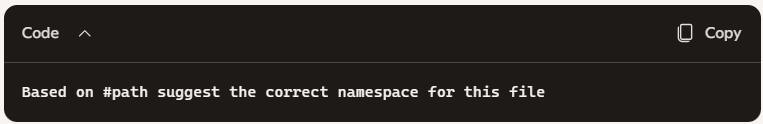 Code
Copy
Based on #path suggest the correct namespace for this file